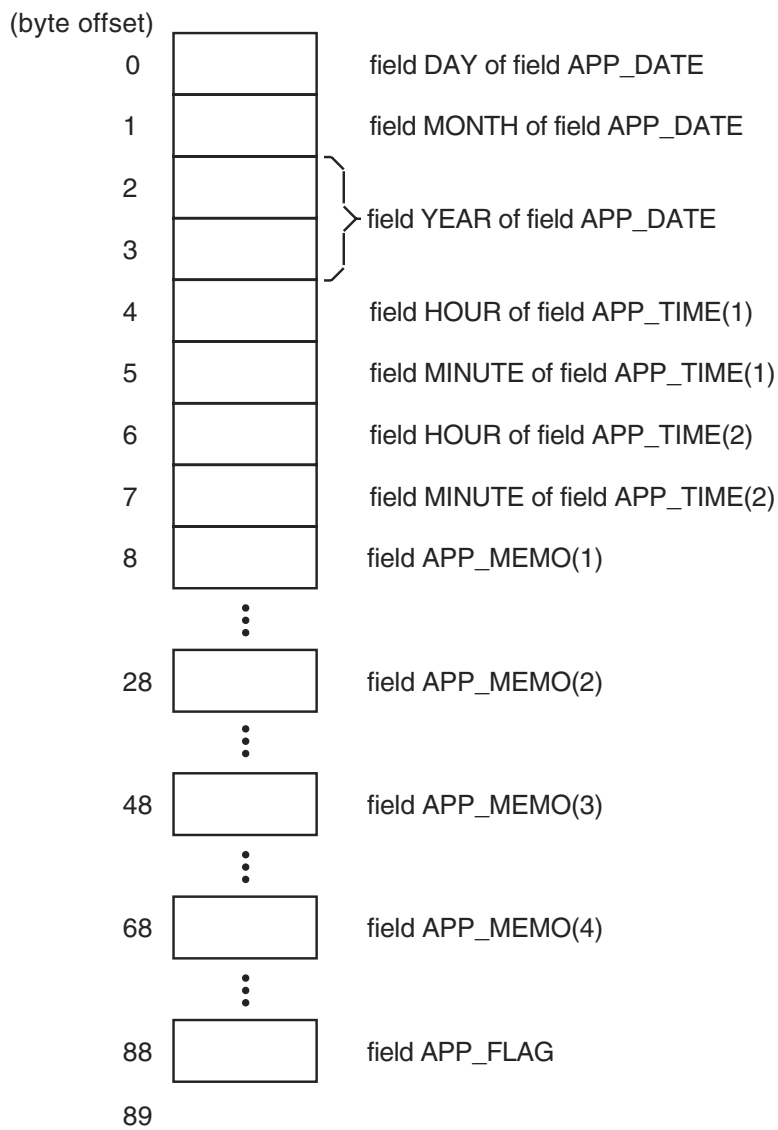 (byte offset)
0 field DAY of field APP_DATE
1 field MONTH of field APP_DATE
2
field YEAR of field APP_DATE
3
4 field HOUR of field APP_TIME(1)
5 field MINUTE of field APP_TIME(1)
6 field HOUR of field APP_TIME(2)
7 field MINUTE of field APP_TIME(2)
8 field APP_MEMO(1)
28 field APP_MEMO(2)
48 field APP_MEMO(3)
68 field APP_MEMO(4)
88 field APP_FLAG
89